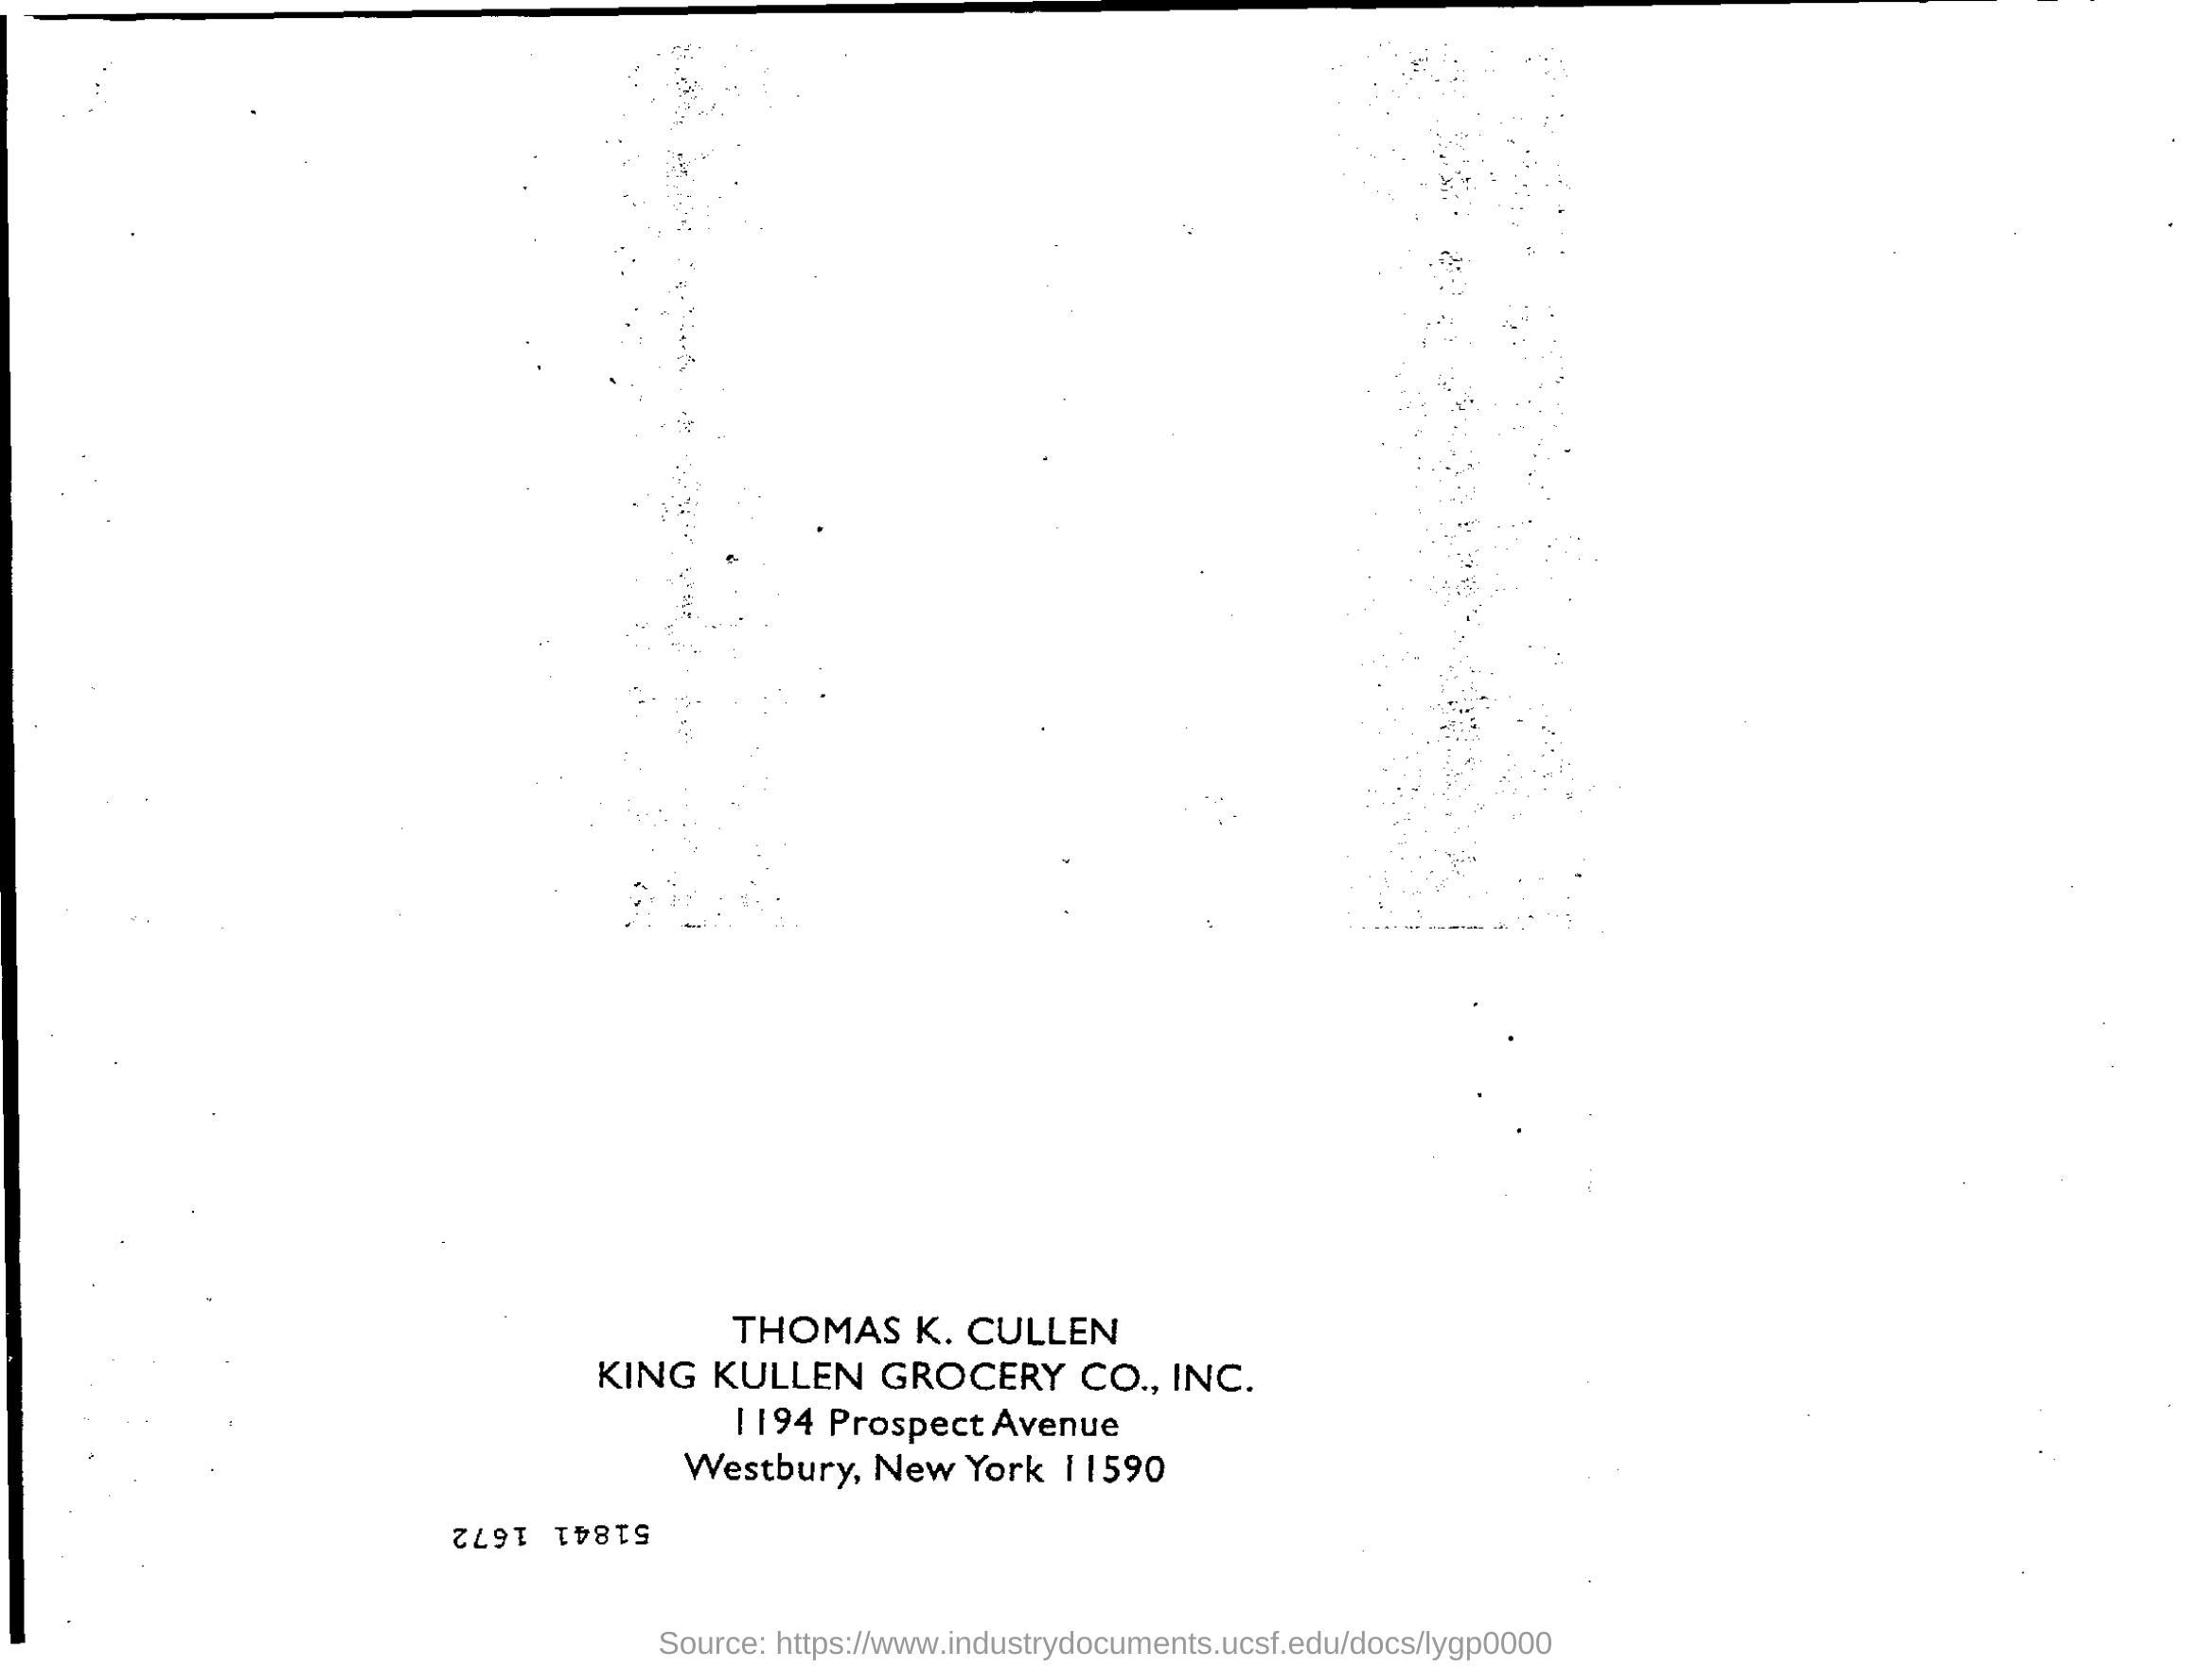 THOMAS K. CULLEN
KING KULLEN GROCERY CO., INC.
1194 Prospect Avenue
Westbury, New York 11590
51841 1672
Source: https://www.industrydocuments.ucsf.edu/docs/lygp0000